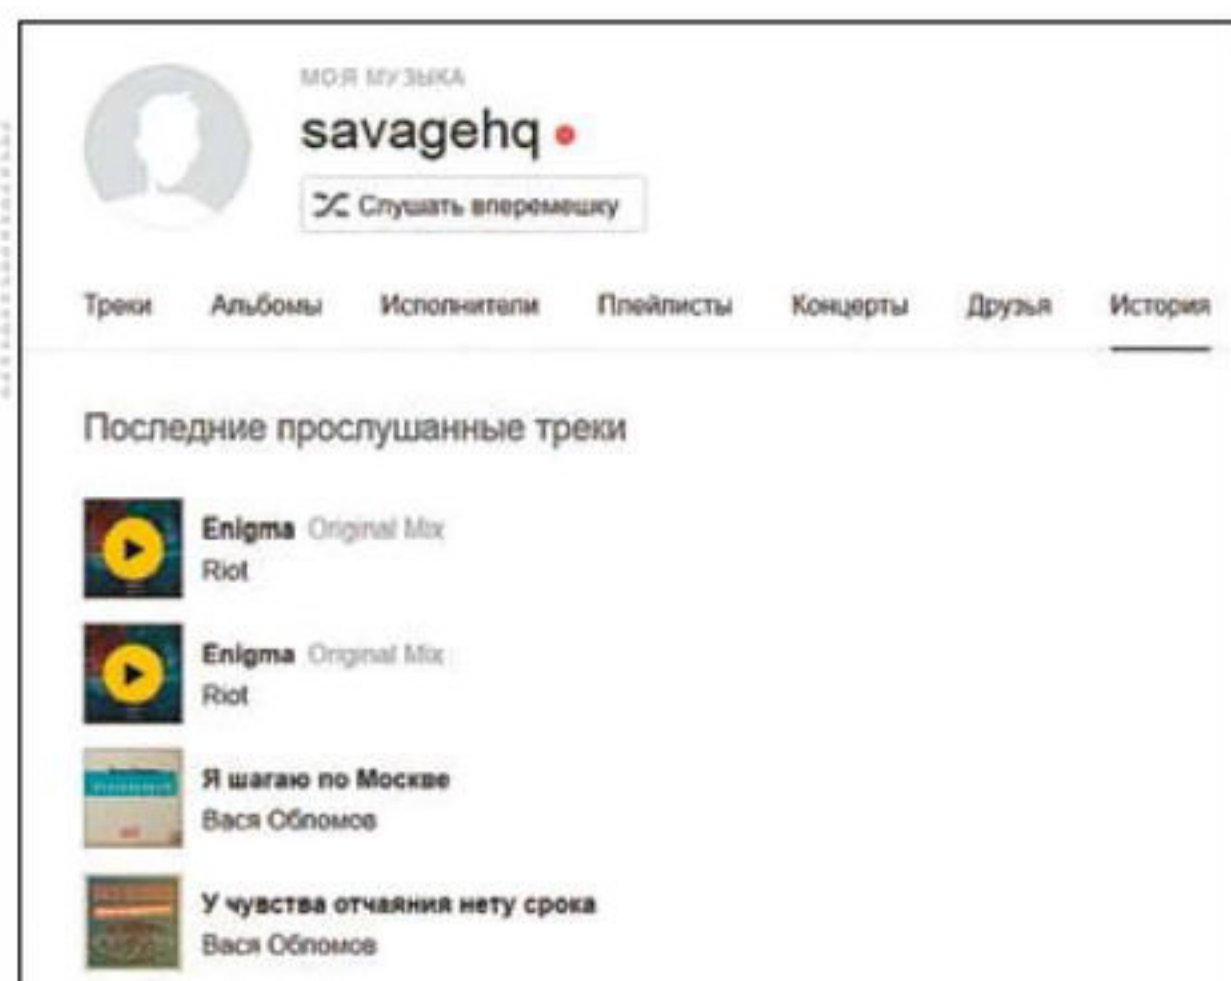 МОЯ МУЗЫКА
savagehq
Слушать вперемешку
Треки Альбомы Исполнители Плейлисты Концерты Друзья История
Последние прослушанные треки
Enigma Original Mix
Riot
Enigma Original Mix
Riot
Я шагаю по Москве
Вася Обломов
У чувства отчаяния нету срока
Вася Обломов